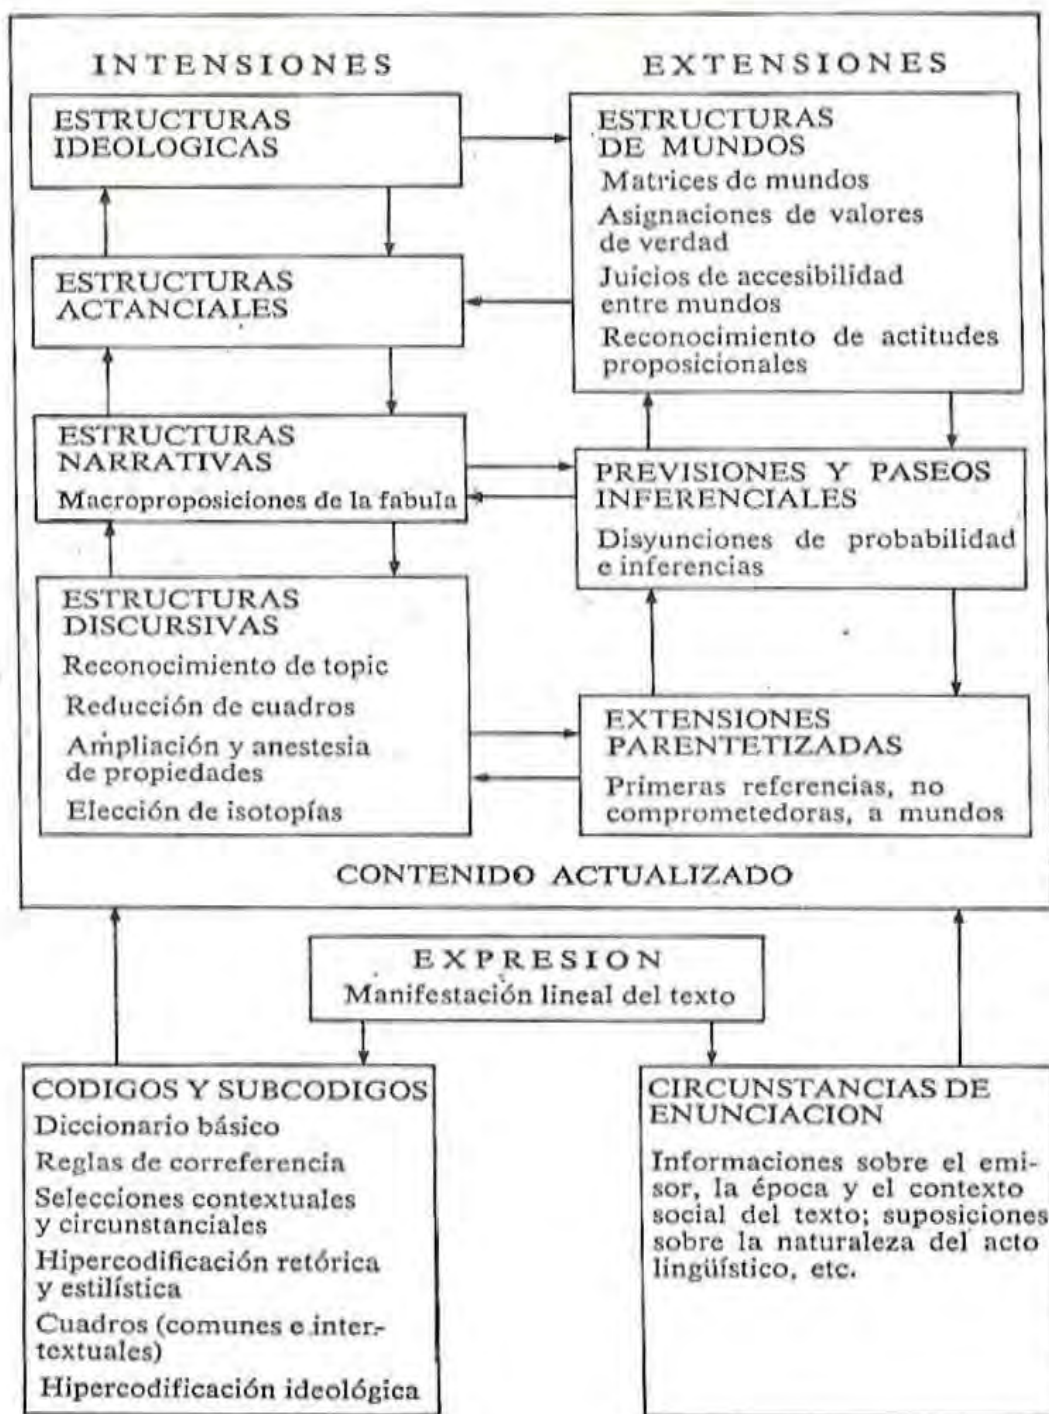 INTENSIONES
ESTRUCTURAS
IDEOLOGICAS
ESTRUCTURAS
ACTANCIALES
ESTRUCTURAS
NARRATIVAS
Macroproposiciones de la fabula
ESTRUCTURAS
DISCURSIVAS
Reconocimiento de topic
Reducción de cuadros
Ampliación y anestesia
de propiedades
Elección de isotopías
EXTENSIONES
ESTRUCTURAS
DE MUNDOS
Matrices de mundos
Asignaciones de valores
de verdad
Juicios de accesibilidad
entre mundos
Reconocimiento de actitudes
proposicionales
PREVISIONES Y PASEOS
INFERENCIALES
Disyunciones de probabilidad
e inferencias
EXTENSIONES
PARENTETIZADAS
Primeras referencias, no
comprometedoras, a mundos
CONTENIDO ACTUALIZADO
EXPRESION
Manifestación lineal del texto
CODIGOS Y SUBCODIGOS
Diccionario básico
Reglas de correferencia
Selecciones contextuales
y circunstanciales
Hipercodificación retórica
y estilística
Cuadros (comunes e inter-
textuales)
Hipercodificación ideológica
CIRCUNSTANCIAS DE
ENUNCIACION
Informaciones sobre el emi-
sor, la época y el contexto
social del texto; suposiciones
sobre la naturaleza del acto
lingüístico, etc.